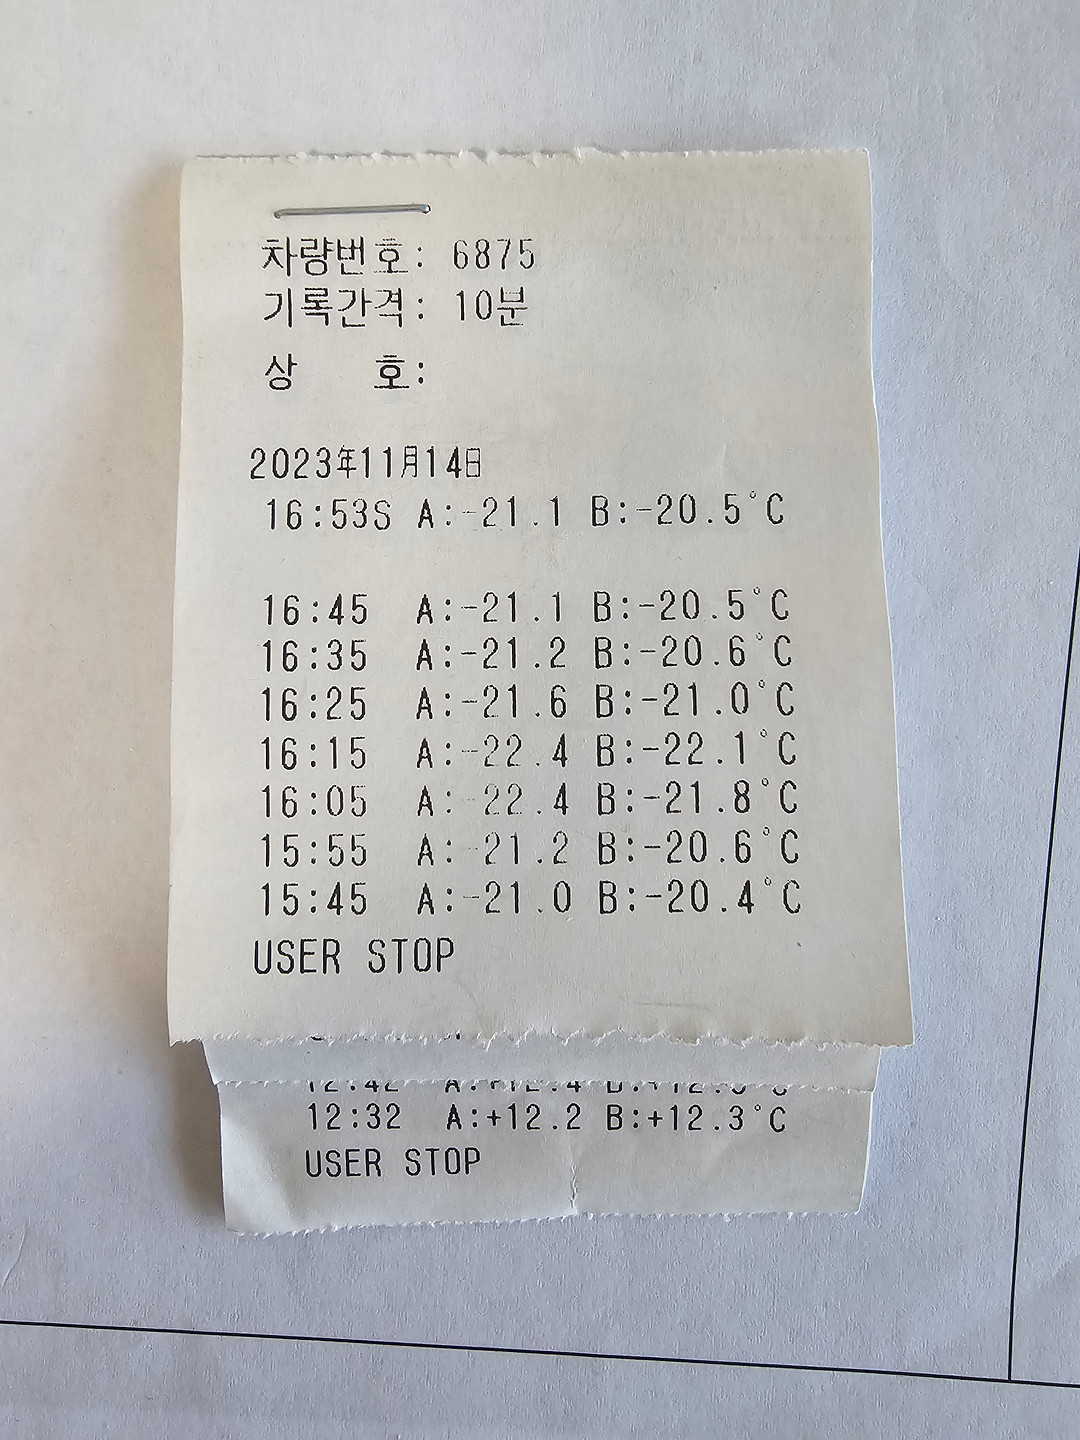 차량번호: 6875
기록간격: 10분
상 호:
2023年11月14日
16:53S A:-21.1 B:-20.5°C
16:45 A:-21.1 B:-20.5°C
16:35 A:-21.2 B:-20.6°C
16:25 A:-21.6 B:-21.0°C
16:15 A:-22.4 B:-22.1°C
16:05 A:-22.4 B:-21.8°C
15:55 A:-21.2 B:-20.6°C
15:45 A:-21.0 B:-20.4°C
USER STOP
12:42
12:32 A:+12.2 B:+12.3°C
USER STOP